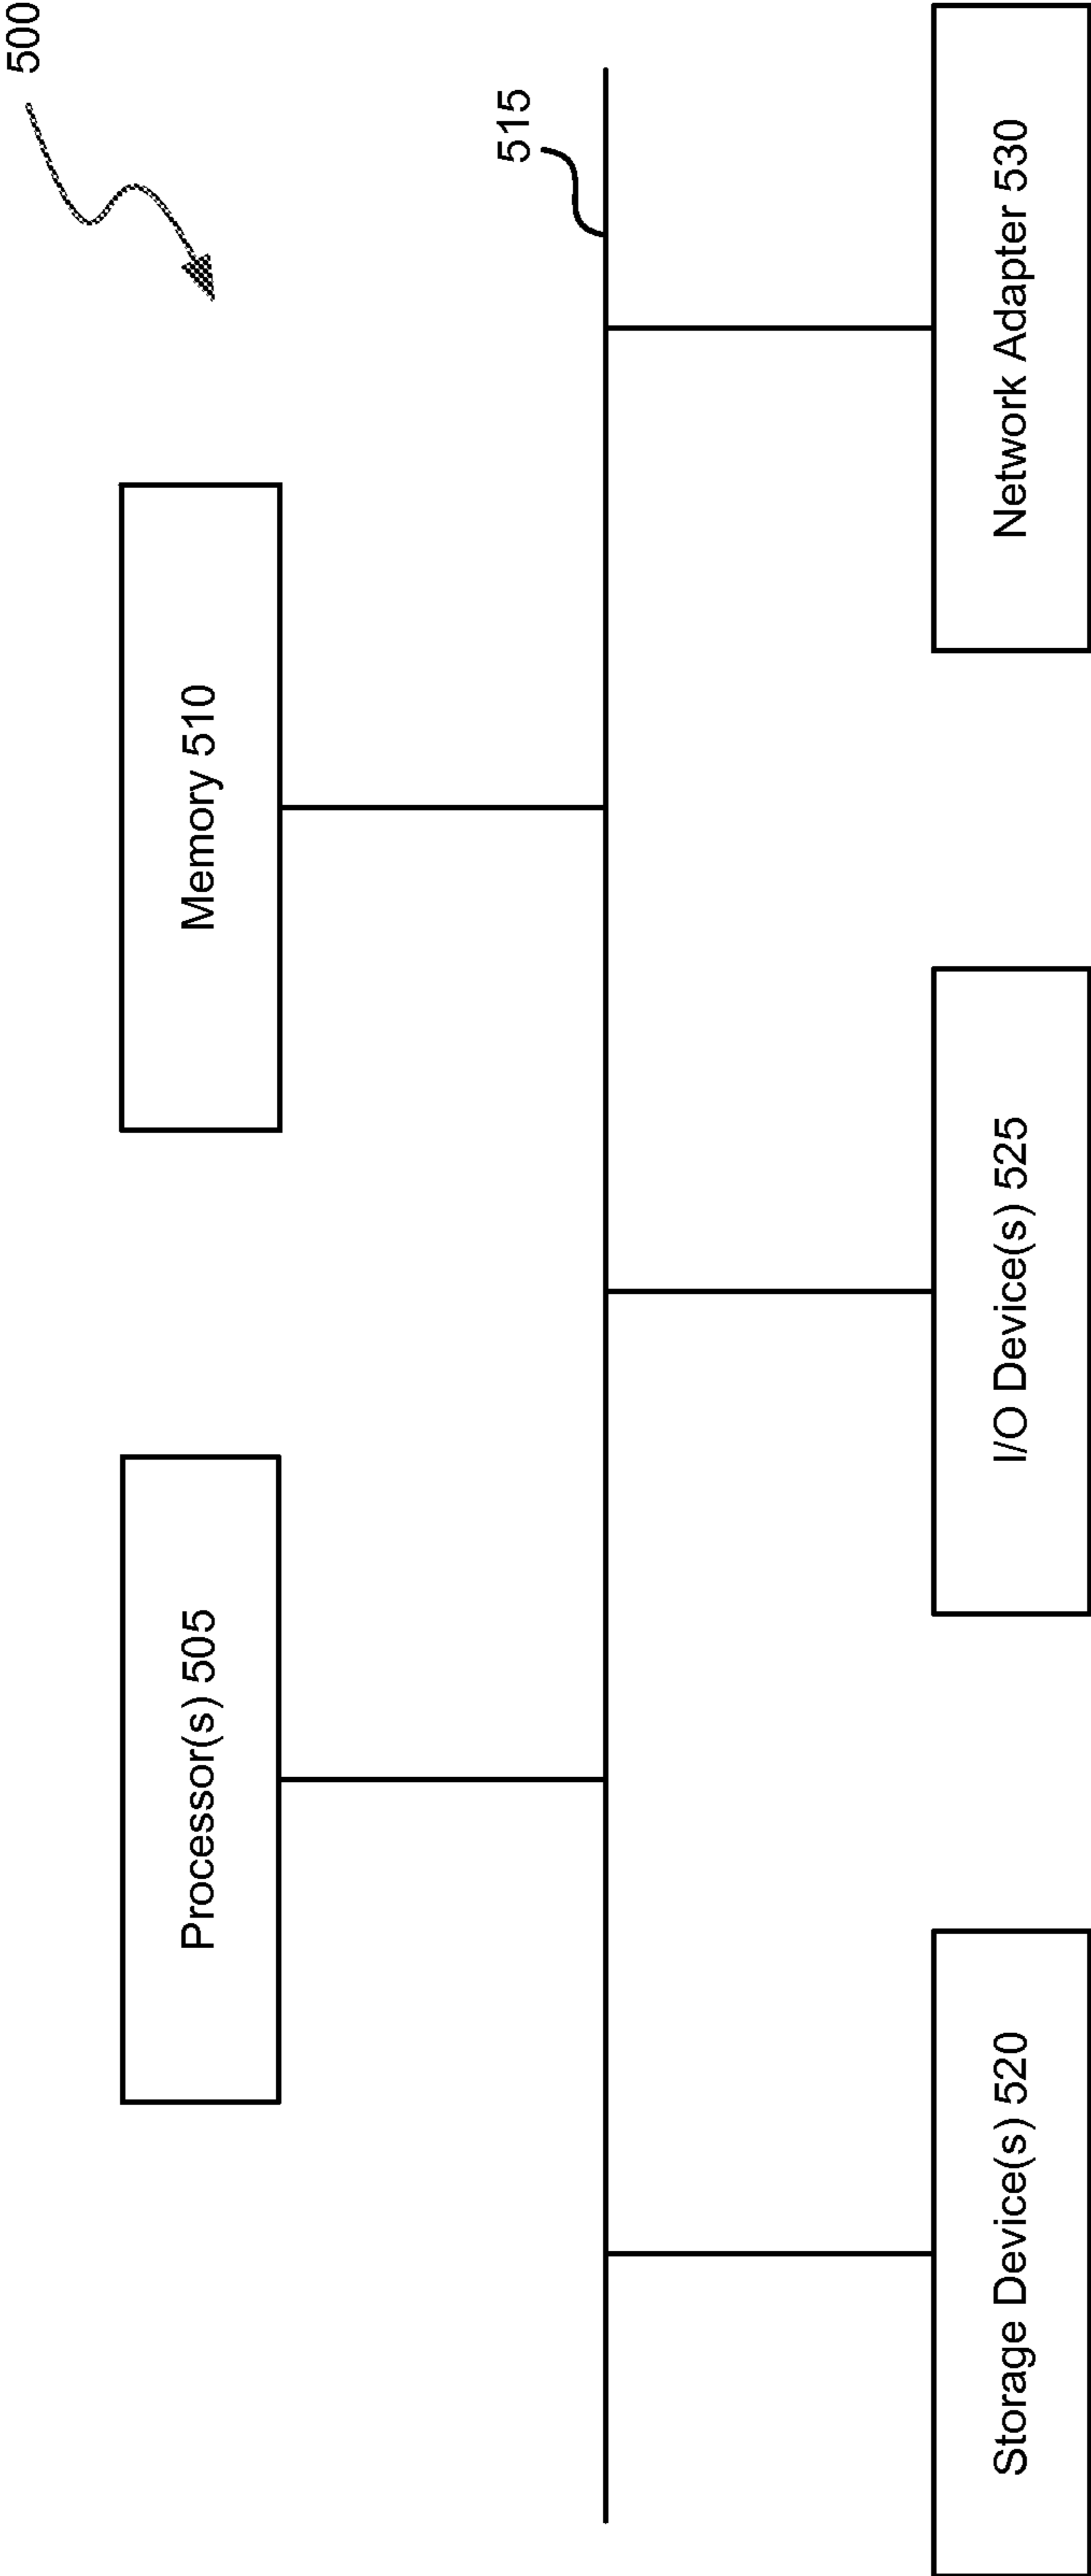 500
Processor(s) 505
Memory 510
515
Storage Device(s) 520
I/O Device(s) 525
Network Adapter 530